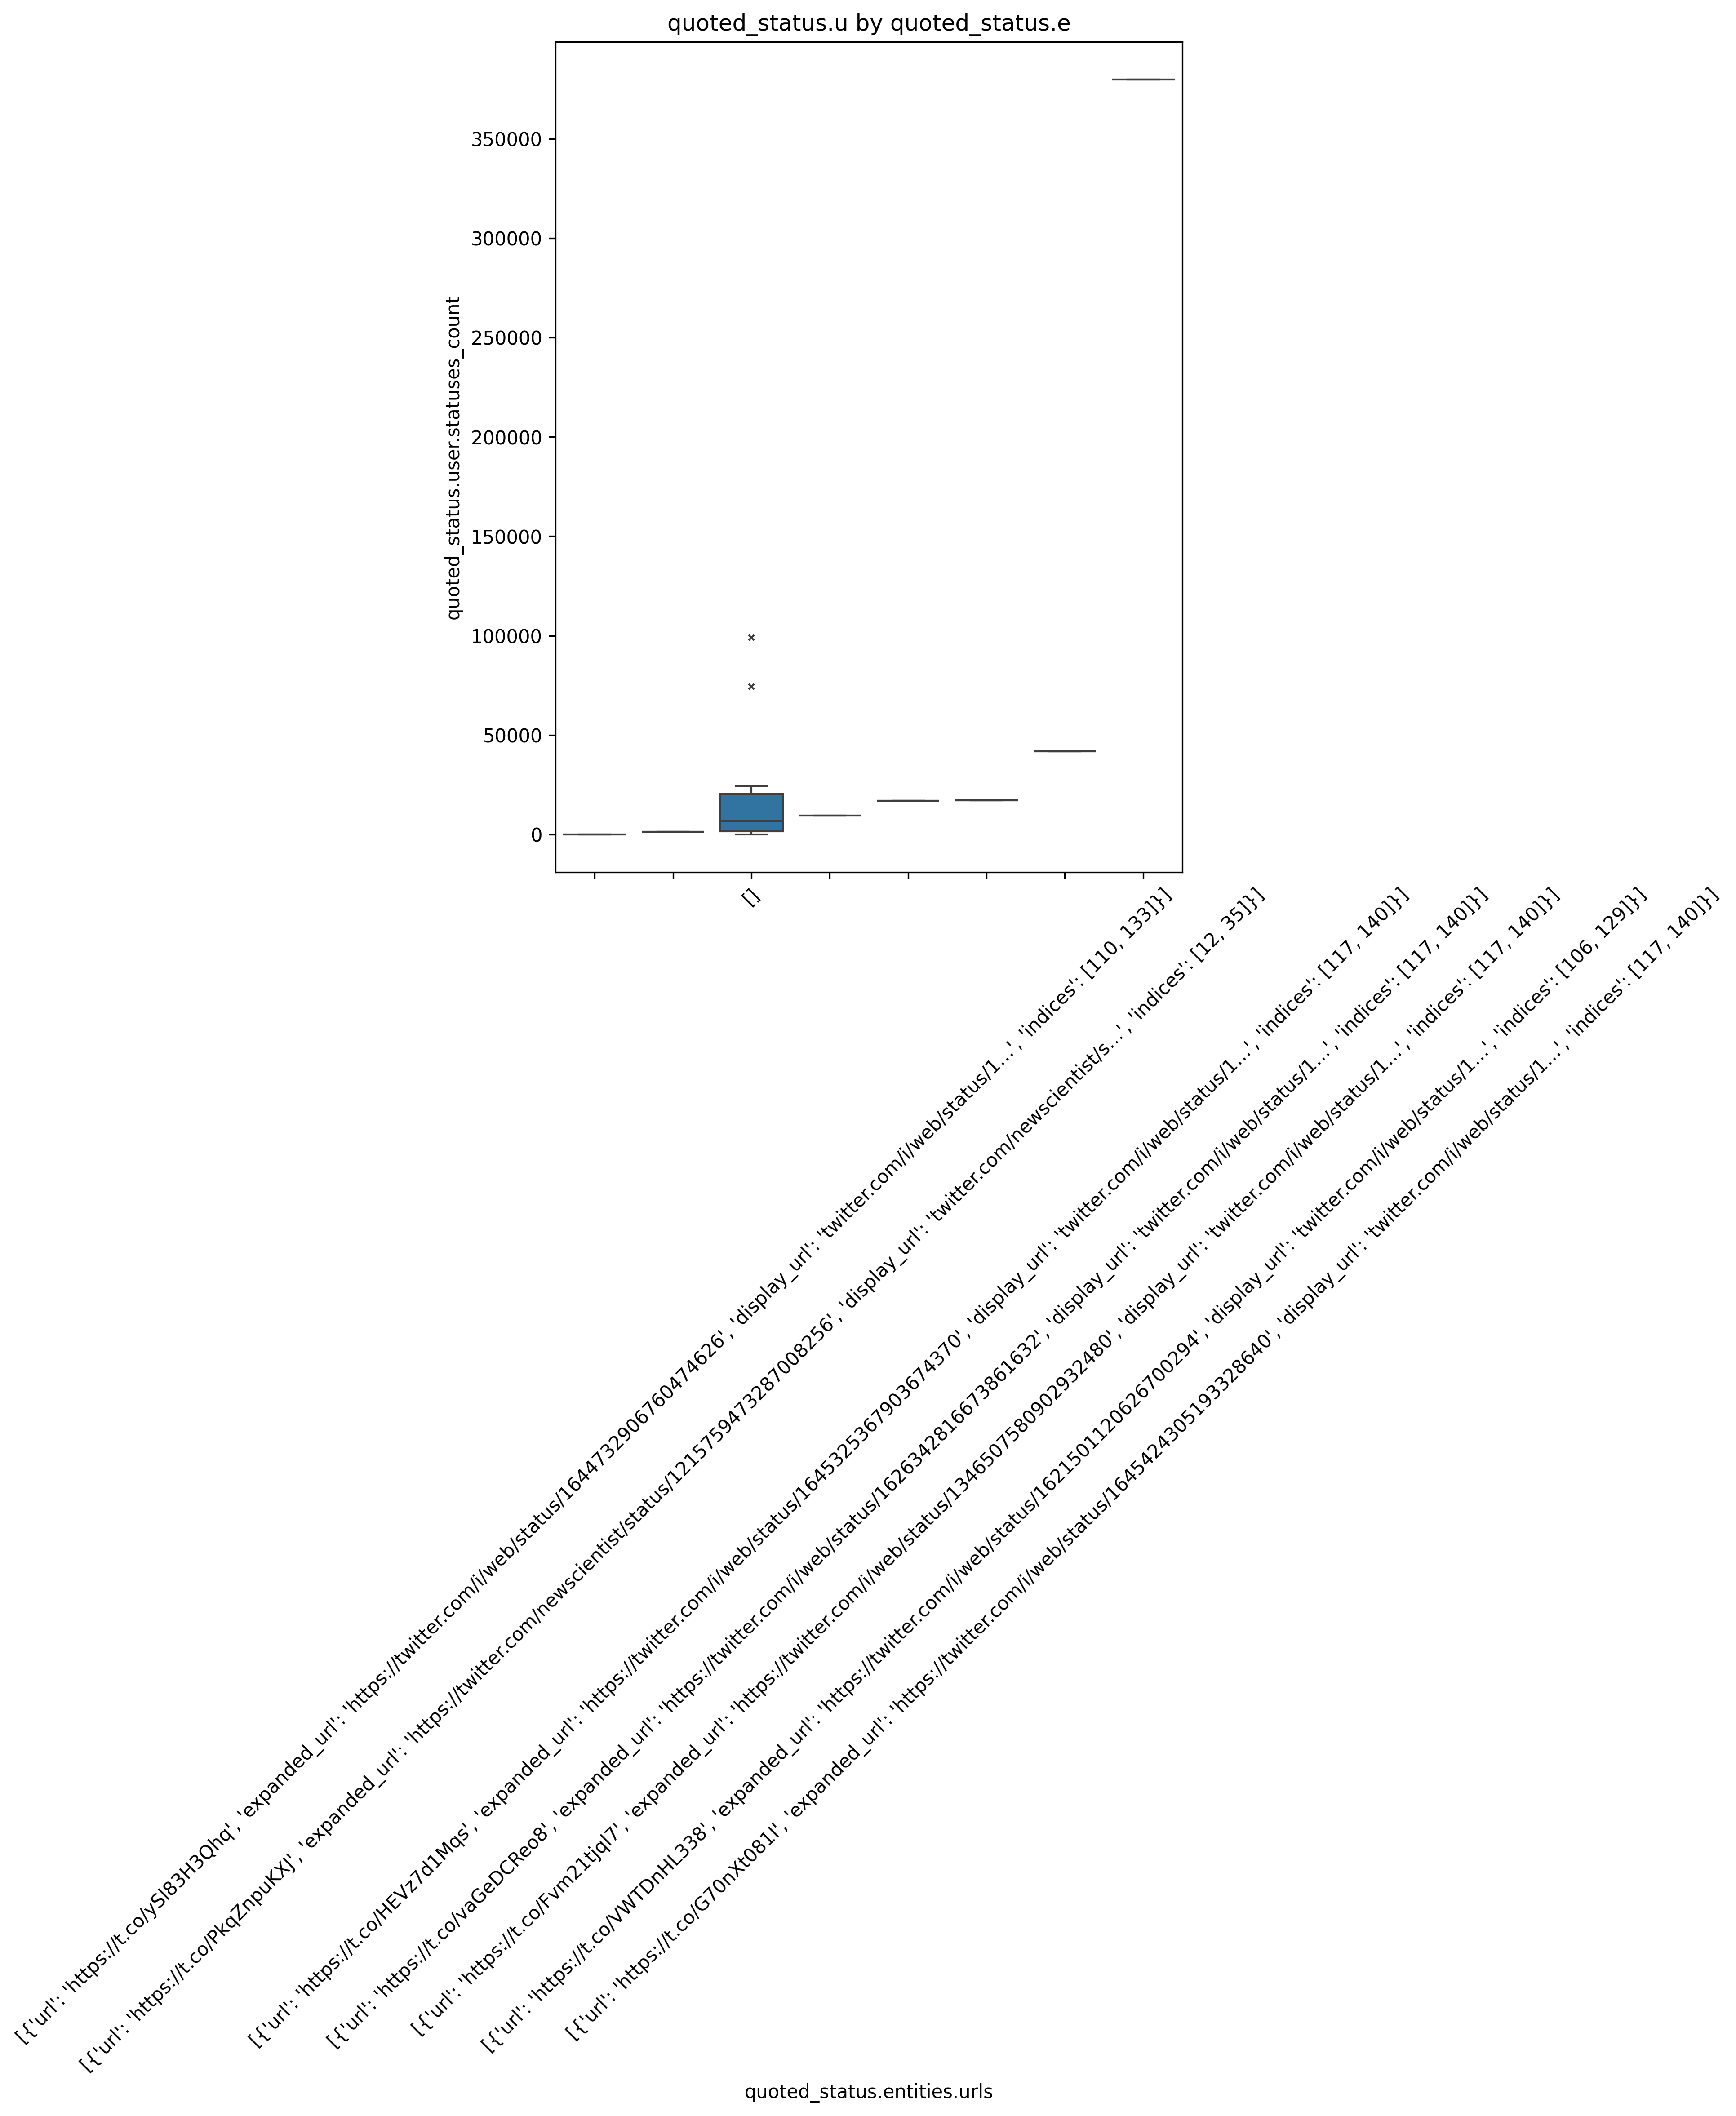 quoted_status.u by quoted_status.e
quoted_status.user.statuses_count
350000
300000
250000
200000
150000
100000
50000
0
[{'url': 'https://t.co/ySl83H3Qhq', 'expanded_url': 'https://twitter.com/i/web/status/1644732906760474626', 'display_url': 'twitter.com/i/web/status/1…', 'indices': [110, 133]}]
[{'url': 'https://t.co/PkqZnpuKXJ', 'expanded_url': 'https://twitter.com/newscientist/status/1215759473287008256', 'display_url': 'twitter.com/newscientist/s…', 'indices': [12, 35]}]
[]
[{'url': 'https://t.co/HEVz7d1Mqs', 'expanded_url': 'https://twitter.com/i/web/status/1645325367903674370', 'display_url': 'twitter.com/i/web/status/1…', 'indices': [117, 140]}]
[{'url': 'https://t.co/vaGeDCReo8', 'expanded_url': 'https://twitter.com/i/web/status/1626342816673861632', 'display_url': 'twitter.com/i/web/status/1…', 'indices': [117, 140]}]
[{'url': 'https://t.co/Fvm21tjql7', 'expanded_url': 'https://twitter.com/i/web/status/1346507580902932480', 'display_url': 'twitter.com/i/web/status/1…', 'indices': [117, 140]}]
[{'url': 'https://t.co/VWTDnHL338', 'expanded_url': 'https://twitter.com/i/web/status/1621501120626700294', 'display_url': 'twitter.com/i/web/status/1…', 'indices': [106, 129]}]
[{'url': 'https://t.co/G70nXt081l', 'expanded_url': 'https://twitter.com/i/web/status/1645424305193328640', 'display_url': 'twitter.com/i/web/status/1…', 'indices': [117, 140]}]
quoted_status.entities.urls